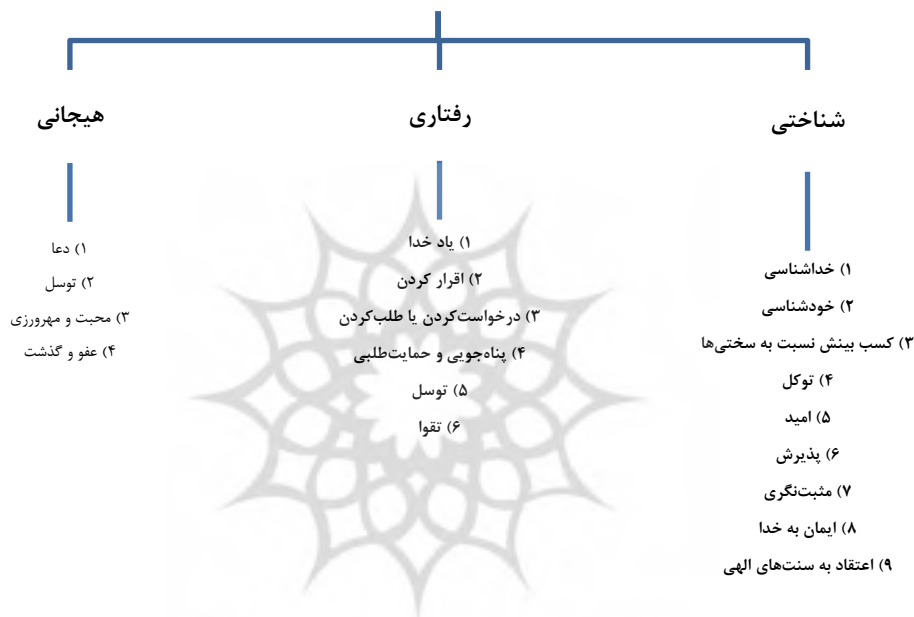 شناختی
۱) خداشناسی
۲) خودشناسی
۳) کسب بینش نسبت به سختی‌ها
۴) توکل
۵) امید
۶) پذیرش
۷) مثبت‌نگری
۸) ایمان به خدا
۹) اعتقاد به سنت‌های الهی
رفتاری
۱) یاد خدا
۲) اقرار کردن
۳) درخواست‌کردن یا طلب‌کردن
۴) پناه‌جویی و حمایت‌طلبی
۵) توسل
۶) تقوا
هیجانی
۱) دعا
۲) توسل
۳) محبت و مهرورزی
۴) عفو و گذشت